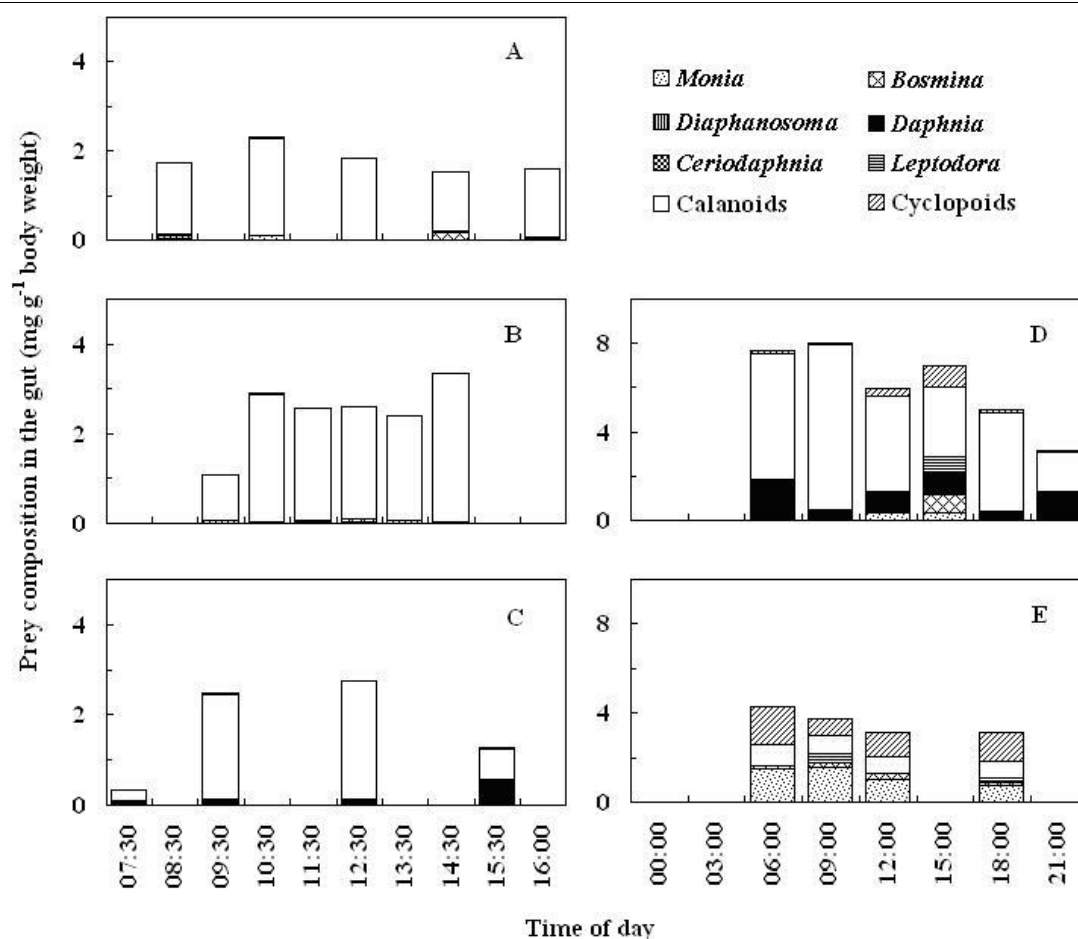 Prey composition in the gut (mg g⁻¹ body weight)
A
4
2
0
Monia
Bosmina
Diaphanosoma
Daphnia
Ceriodaphnia
Leptodora
Calanoids
Cyclopoids
B
4
2
0
D
8
4
0
C
4
2
0
E
8
4
0
07:30
08:30
09:30
10:30
11:30
12:30
13:30
14:30
15:30
16:00
00:00
03:00
06:00
09:00
12:00
15:00
18:00
21:00
Time of day